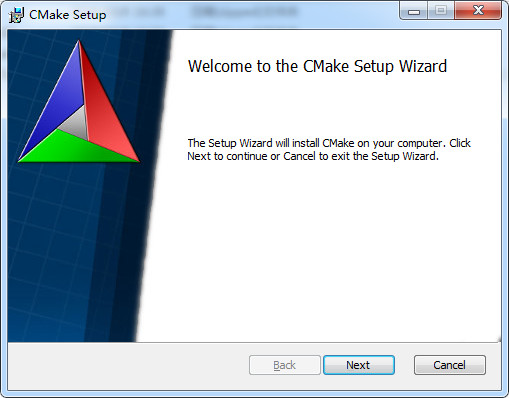 CMake Setup
Welcome to the CMake Setup Wizard
The Setup Wizard will install CMake on your computer. Click
Next to continue or Cancel to exit the Setup Wizard.
Back
Next
Cancel